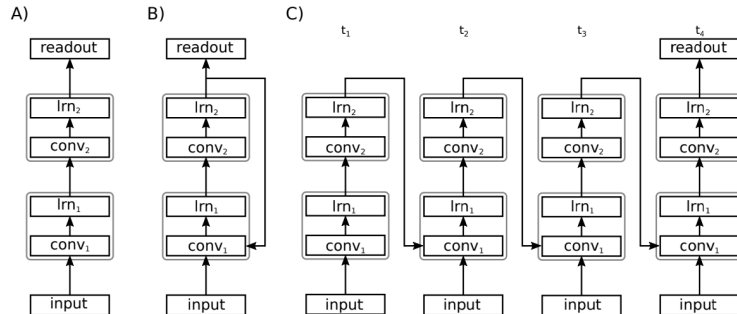 A)
B)
C)
t₁
t₂
t₃
t₄
readout
readout
readout
lrn₂
lrn₂
lrn₂
lrn₂
lrn₂
lrn₂
conv₂
conv₂
conv₂
conv₂
conv₂
conv₂
lrn₁
lrn₁
lrn₁
lrn₁
lrn₁
lrn₁
conv₁
conv₁
conv₁
conv₁
conv₁
conv₁
input
input
input
input
input
input